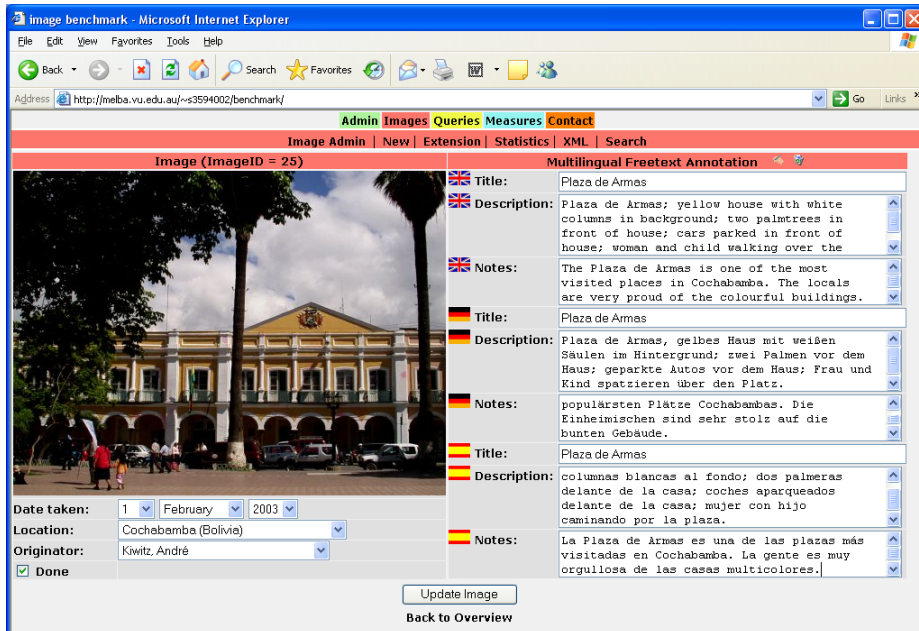 image benchmark - Microsoft Internet Explorer
File Edit View Favorites Tools Help
Back Search Favorites
Address http://melba.vu.edu.au/~s3594002/benchmark/ Go Links »
Admin Images Queries Measures Contact
Image Admin | New | Extension | Statistics | XML | Search
Image (ImageID = 25)
Date taken: 1 February 2003
Location: Cochabamba (Bolivia)
Originator: Kiwitz, André
Done
Multilingual Freetext Annotation
Title: Plaza de Armas
Description: Plaza de Armas; yellow house with white
columns in background; two palmtrees in
front of house; cars parked in front of
house; woman and child walking over the
Notes: The Plaza de Armas is one of the most
visited places in Cochabamba. The locals
are very proud of the colourful buildings.
Title: Plaza de Armas
Description: Plaza de Armas, gelbes Haus mit weißen
Säulen im Hintergrund; zwei Palmen vor dem
Haus; geparkte Autos vor dem Haus; Frau und
Kind spatzieren über den Platz.
Notes: populärsten Plätze Cochabambas. Die
Einheimischen sind sehr stolz auf die
bunten Gebäude.
Title: Plaza de Armas
Description: columnas blancas al fondo; dos palmeras
delante de la casa; coches aparqueados
delante de la casa; mujer con hijo
caminando por la plaza.
Notes: La Plaza de Armas es una de las plazas más
visitadas en Cochabamba. La gente es muy
orgullosa de las casas multicolores.
Update Image
Back to Overview